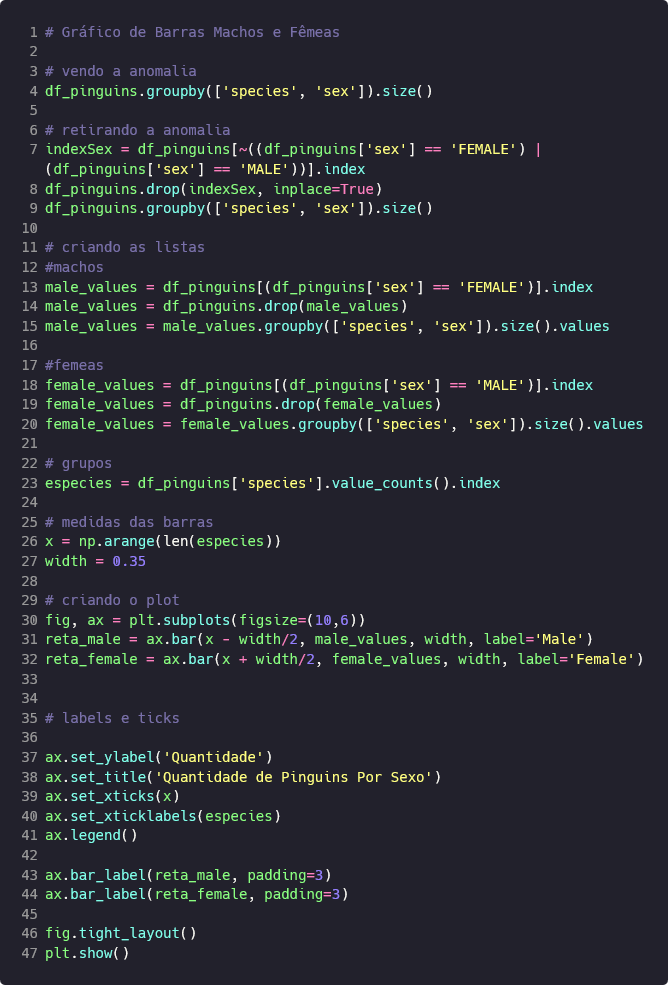 1 # Gráfico de Barras Machos e Fêmeas
2
3 # vendo a anomalia
4 df_pinguins.groupby(['species', 'sex']).size()
5
6 # retirando a anomalia
7 indexSex = df_pinguins[~((df_pinguins['sex'] == 'FEMALE') |
(df_pinguins['sex'] == 'MALE'))].index
8 df_pinguins.drop(indexSex, inplace=True)
9 df_pinguins.groupby(['species', 'sex']).size()
10
11 # criando as listas
12 #machos
13 male_values = df_pinguins[(df_pinguins['sex'] == 'FEMALE')].index
14 male_values = df_pinguins.drop(male_values)
15 male_values = male_values.groupby(['species', 'sex']).size().values
16
17 #femeas
18 female_values = df_pinguins[(df_pinguins['sex'] == 'MALE')].index
19 female_values = df_pinguins.drop(female_values)
20 female_values = female_values.groupby(['species', 'sex']).size().values
21
22 # grupos
23 especies = df_pinguins['species'].value_counts().index
24
25 # medidas das barras
26 x = np.arange(len(especies))
27 width = 0.35
28
29 # criando o plot
30 fig, ax = plt.subplots(figsize=(10,6))
31 reta_male = ax.bar(x - width/2, male_values, width, label='Male')
32 reta_female = ax.bar(x + width/2, female_values, width, label='Female')
33
34
35 # labels e ticks
36
37 ax.set_ylabel('Quantidade')
38 ax.set_title('Quantidade de Pinguins Por Sexo')
39 ax.set_xticks(x)
40 ax.set_xticklabels(especies)
41 ax.legend()
42
43 ax.bar_label(reta_male, padding=3)
44 ax.bar_label(reta_female, padding=3)
45
46 fig.tight_layout()
47 plt.show()